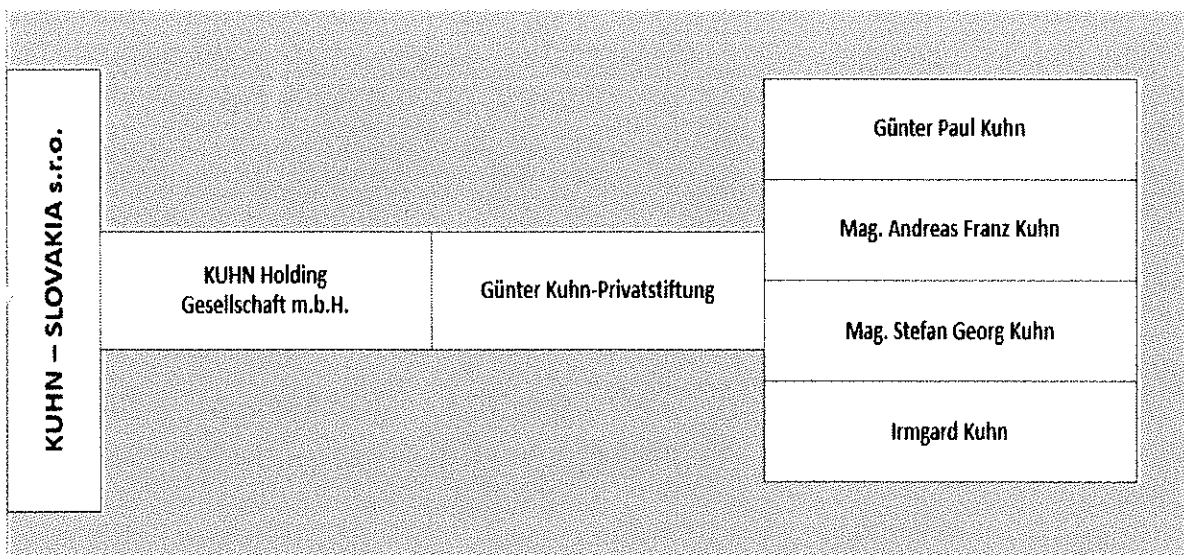 KUHN – SLOVAKIA s.r.o.
KUHN Holding
Gesellschaft m.b.H.
Günter Kuhn-Privatstiftung
Günter Paul Kuhn
Mag. Andreas Franz Kuhn
Mag. Stefan Georg Kuhn
Irmgard Kuhn